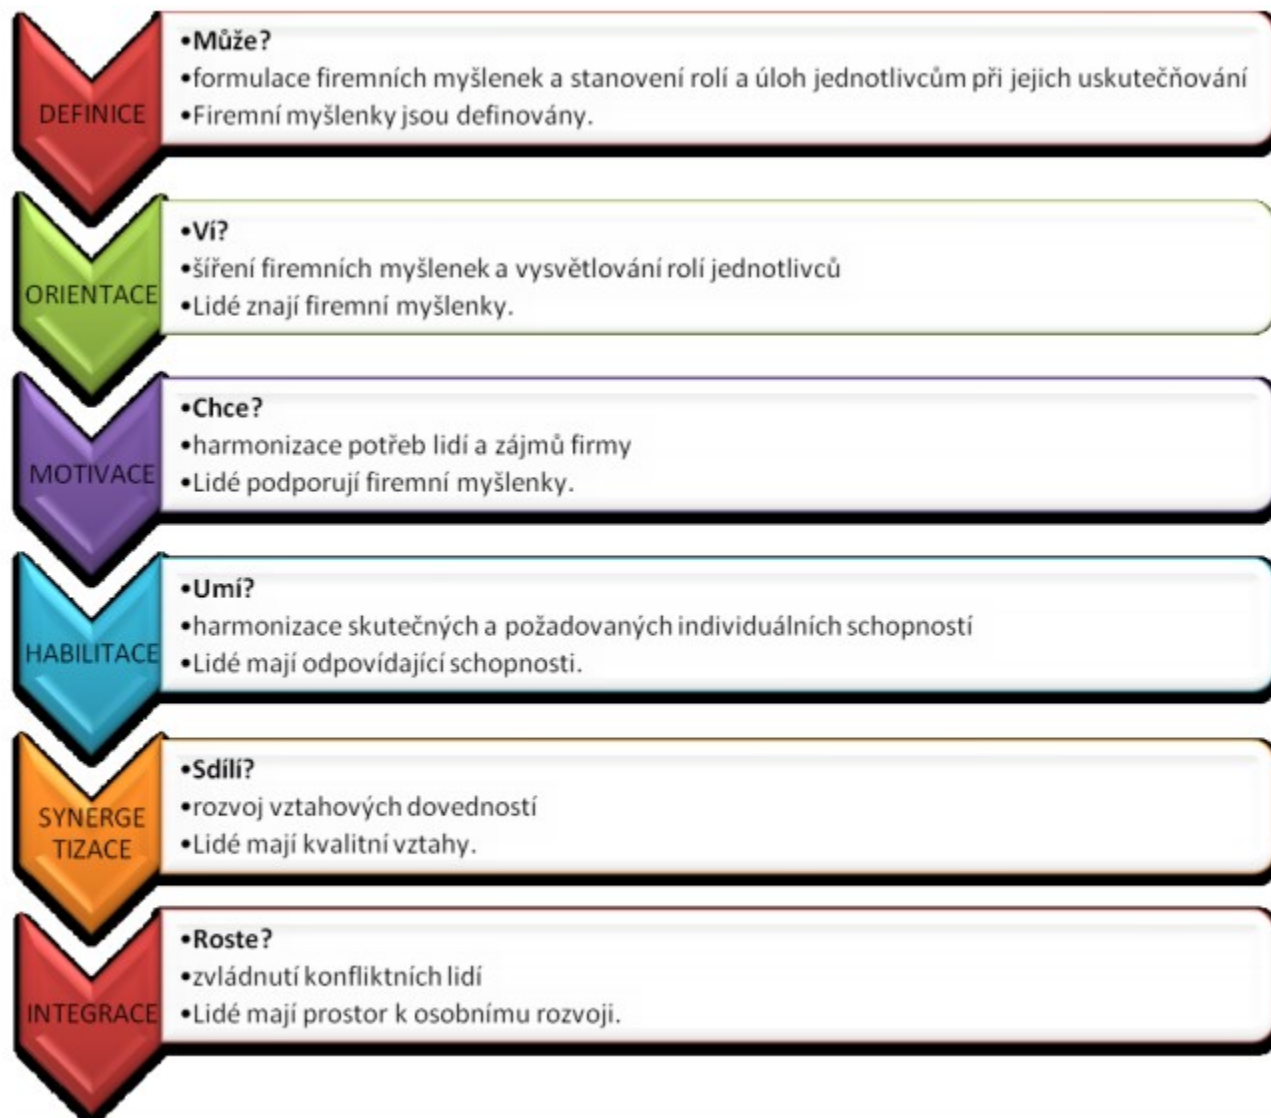 DEFINICE
•Může?
•formulace firemních myšlenek a stanovení rolí a úloh jednotlivcům při jejich uskutečňování
•Firemní myšlenky jsou definovány.
ORIENTACE
•Ví?
•šíření firemních myšlenek a vysvětlování rolí jednotlivců
•Lidé znají firemní myšlenky.
MOTIVACE
•Chce?
•harmonizace potřeb lidí a zájmů firmy
•Lidé podporují firemní myšlenky.
HABILITACE
•Umí?
•harmonizace skutečných a požadovaných individuálních schopností
•Lidé mají odpovídající schopnosti.
SYNERGE
TIZACE
•Sdílí?
•rozvoj vztahových dovedností
•Lidé mají kvalitní vztahy.
INTEGRACE
•Roste?
•zvládnutí konfliktních lidí
•Lidé mají prostor k osobnímu rozvoji.